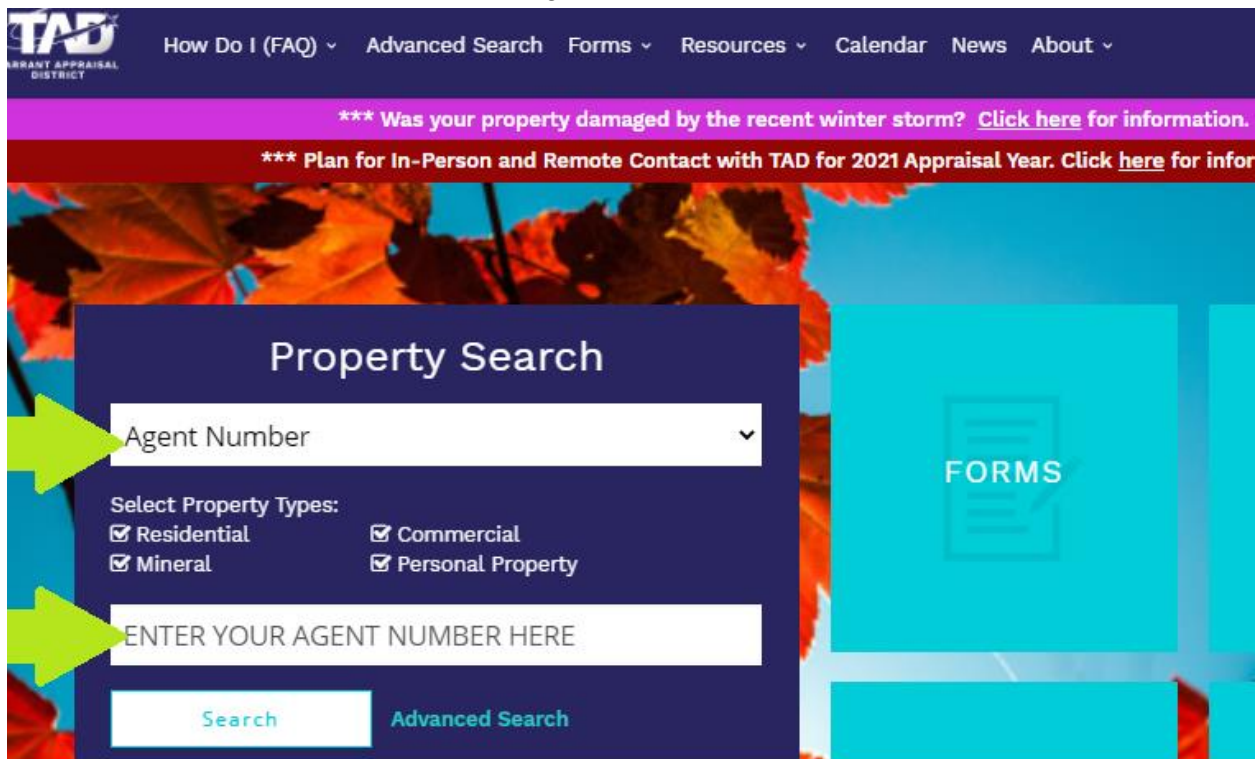 TAD
ARRANT APPRAISAL
DISTRICT
How Do I (FAQ) Advanced Search Forms Resources Calendar News About
*** Was your property damaged by the recent winter storm? Click here for information.
*** Plan for In-Person and Remote Contact with TAD for 2021 Appraisal Year. Click here for infor
Property Search
Agent Number
FORMS
Select Property Types:
Residential Commercial
Mineral Personal Property
ENTER YOUR AGENT NUMBER HERE
Search Advanced Search